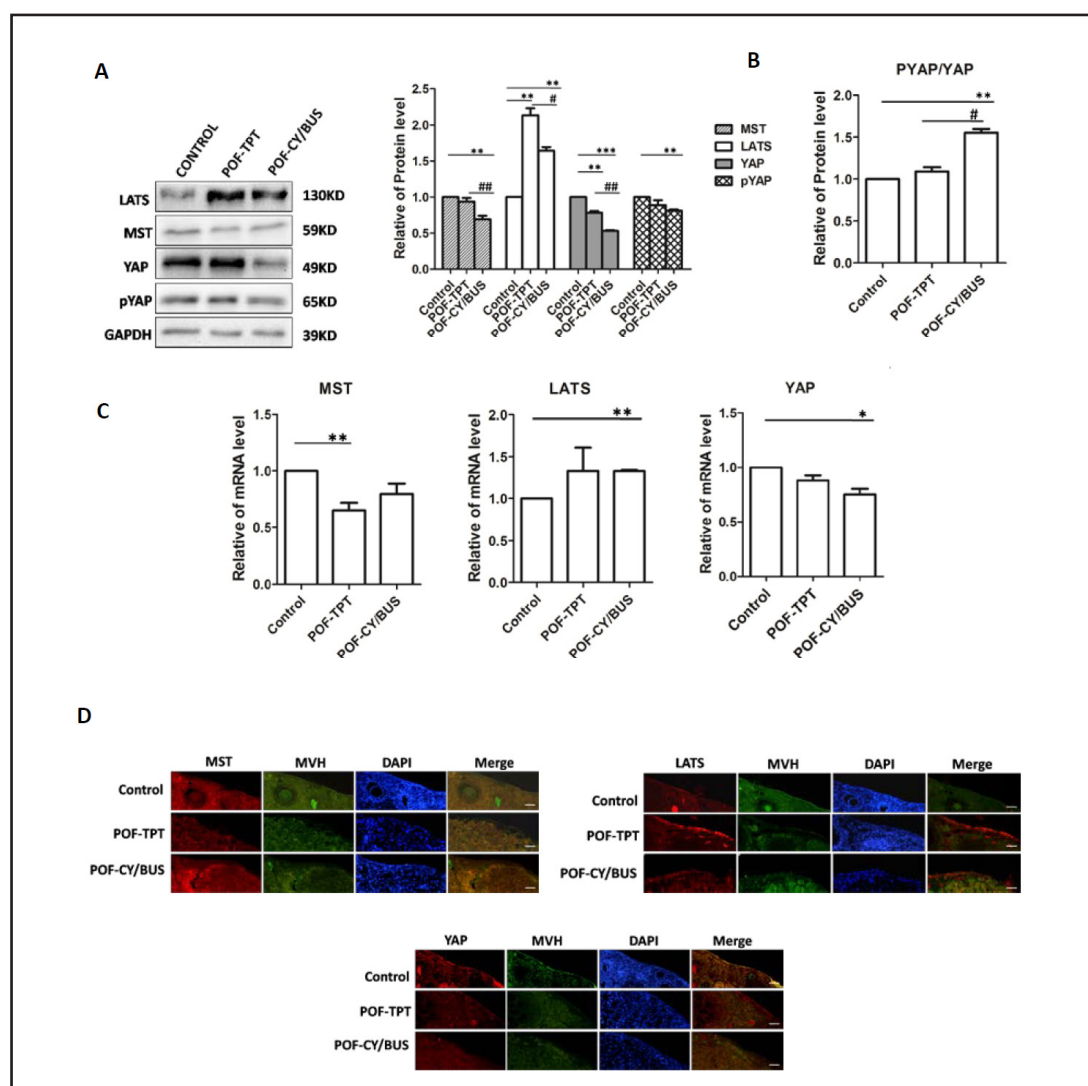 A
CONTROL
POF-TPT
POF-CY/BUS
LATS 130KD
MST 59KD
YAP 49KD
pYAP 65KD
GAPDH 39KD
Relative of Protein level
2.5
2.0
1.5
1.0
0.5
0.0
** ## ** # ** *** ** ## **
Control
POF-TPT
POF-CY/BUS
Control
POF-TPT
POF-CY/BUS
Control
POF-TPT
POF-CY/BUS
Control
POF-TPT
POF-CY/BUS
MST
LATS
YAP
pYAP
B
PYAP/YAP
Relative of Protein level
2.0
1.5
1.0
0.5
0.0
**
#
Control
POF-TPT
POF-CY/BUS
C
MST
Relative of mRNA level
1.5
1.0
0.5
0.0
**
Control
POF-TPT
POF-CY/BUS
LATS
Relative of mRNA level
2.0
1.5
1.0
0.5
0.0
**
Control
POF-TPT
POF-CY/BUS
YAP
Relative of mRNA level
1.5
1.0
0.5
0.0
*
Control
POF-TPT
POF-CY/BUS
D
MST MVH DAPI Merge
Control
POF-TPT
POF-CY/BUS
LATS MVH DAPI Merge
Control
POF-TPT
POF-CY/BUS
YAP MVH DAPI Merge
Control
POF-TPT
POF-CY/BUS